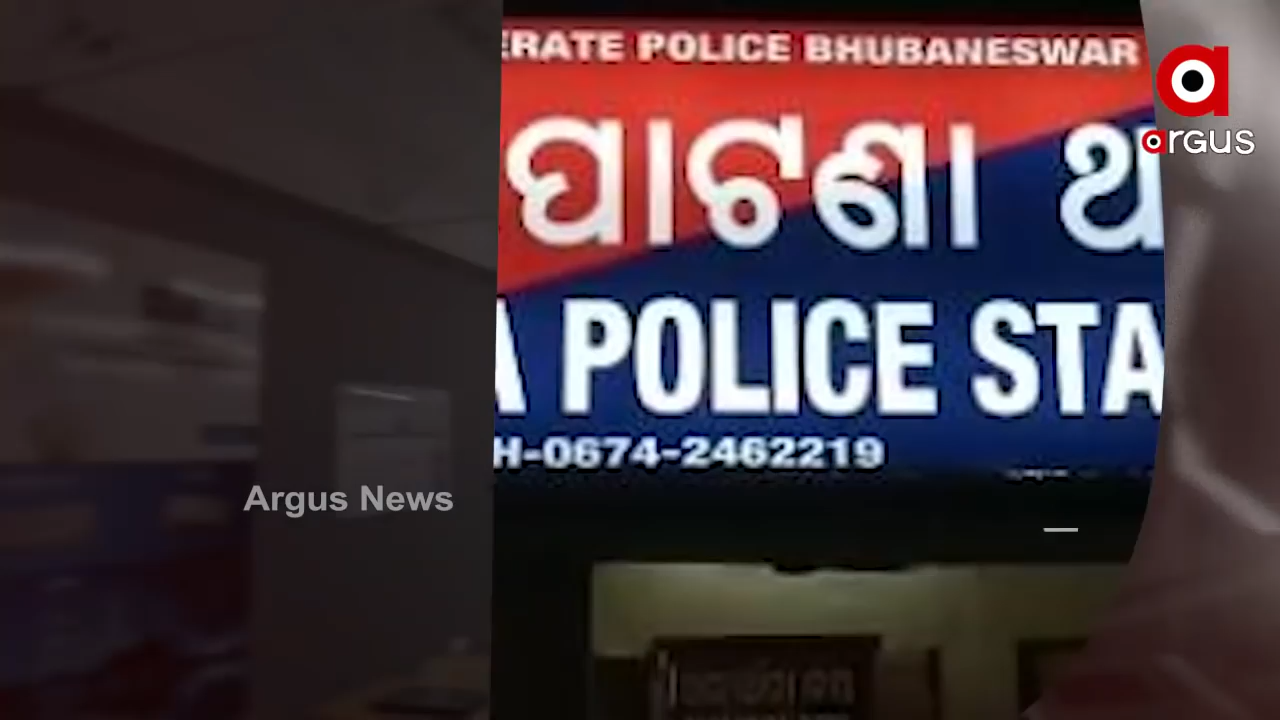 ERATE POLICE BHUBANESWAR
ପାଟଣା ଥ
A POLICE STA
H-0674-2462219
argus
Argus News